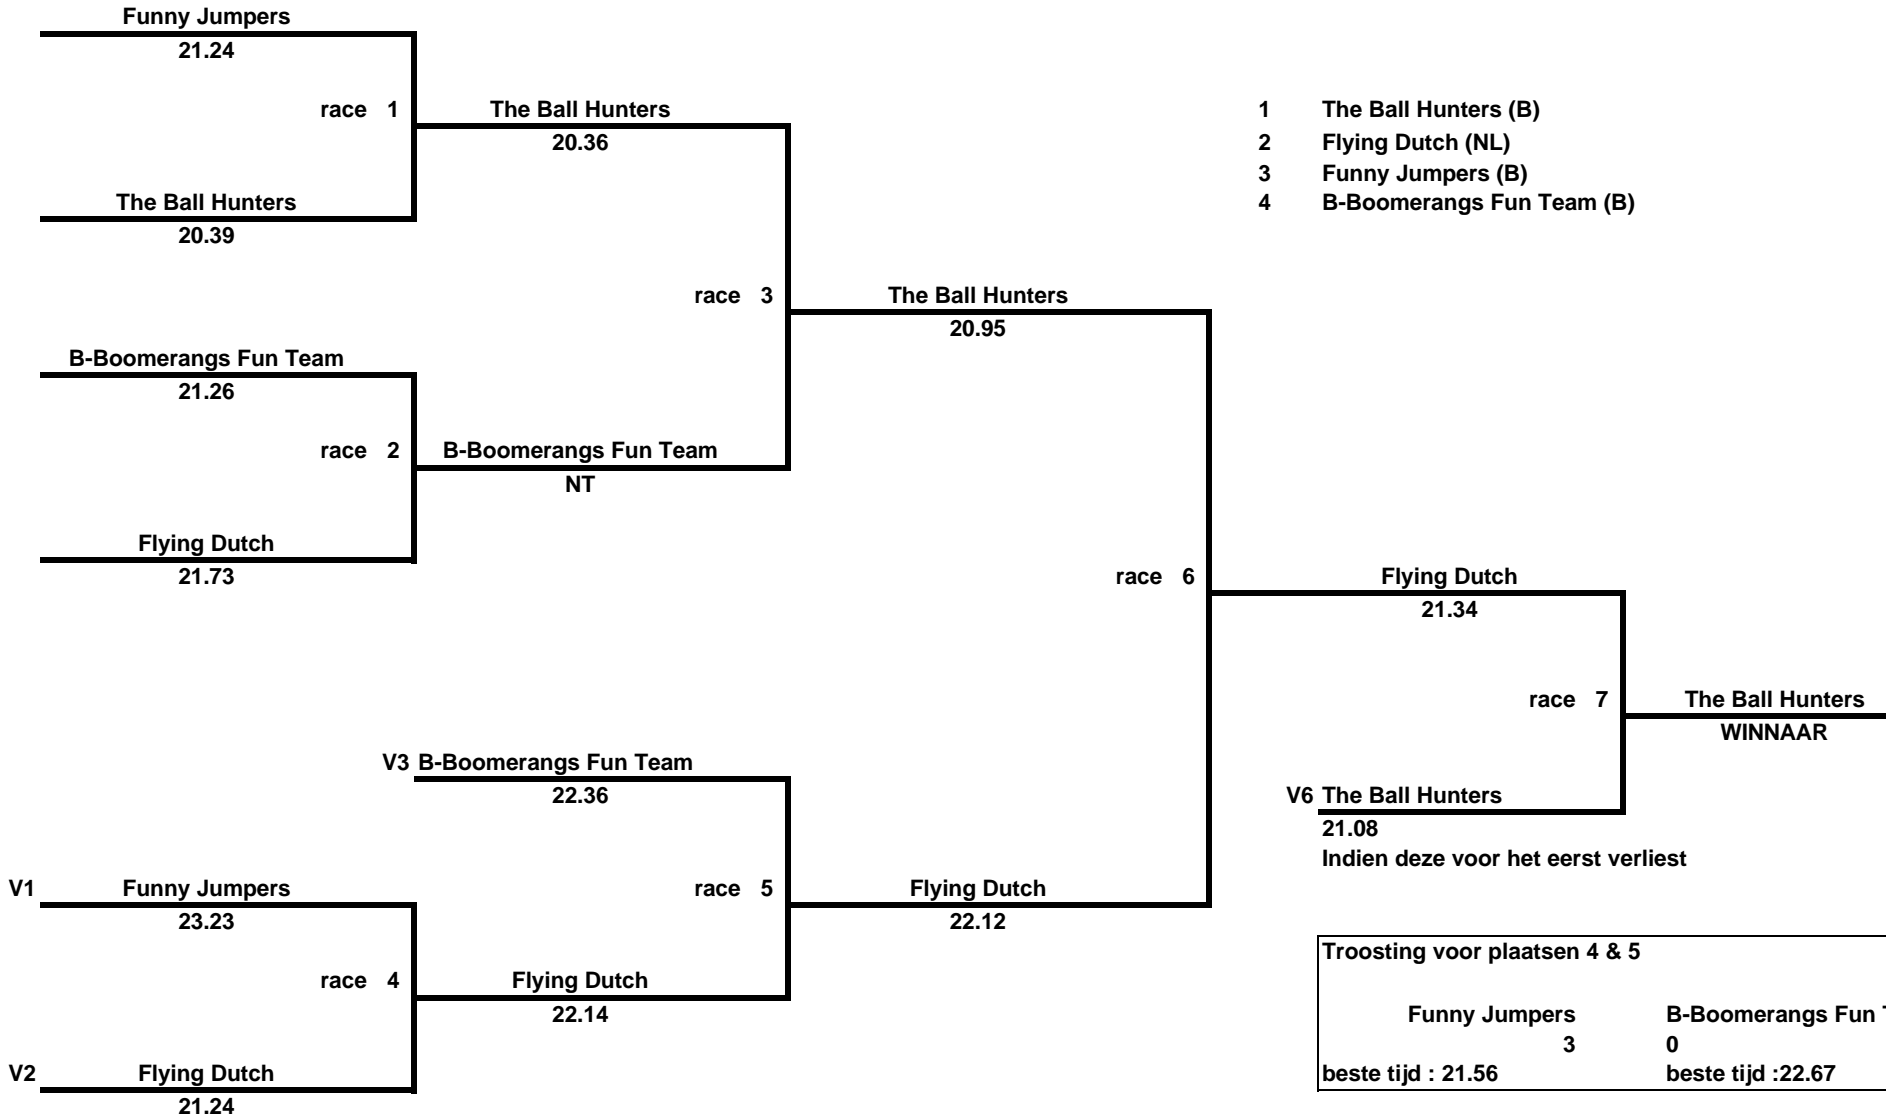 Funny Jumpers
21.24
race 1
The Ball Hunters
20.36
The Ball Hunters
20.39
1 The Ball Hunters (B)
2 Flying Dutch (NL)
3 Funny Jumpers (B)
4 B-Boomerangs Fun Team (B)
race 3
The Ball Hunters
20.95
B-Boomerangs Fun Team
21.26
race 2
B-Boomerangs Fun Team
NT
Flying Dutch
21.73
race 6
Flying Dutch
21.34
race 7
The Ball Hunters
WINNAAR
V3 B-Boomerangs Fun Team
22.36
V6 The Ball Hunters
21.08
Indien deze voor het eerst verliest
V1 Funny Jumpers
23.23
race 5
Flying Dutch
22.12
race 4
Flying Dutch
22.14
V2 Flying Dutch
21.24
Troosting voor plaatsen 4 & 5
Funny Jumpers B-Boomerangs Fun
3 0
beste tijd : 21.56 beste tijd :22.67